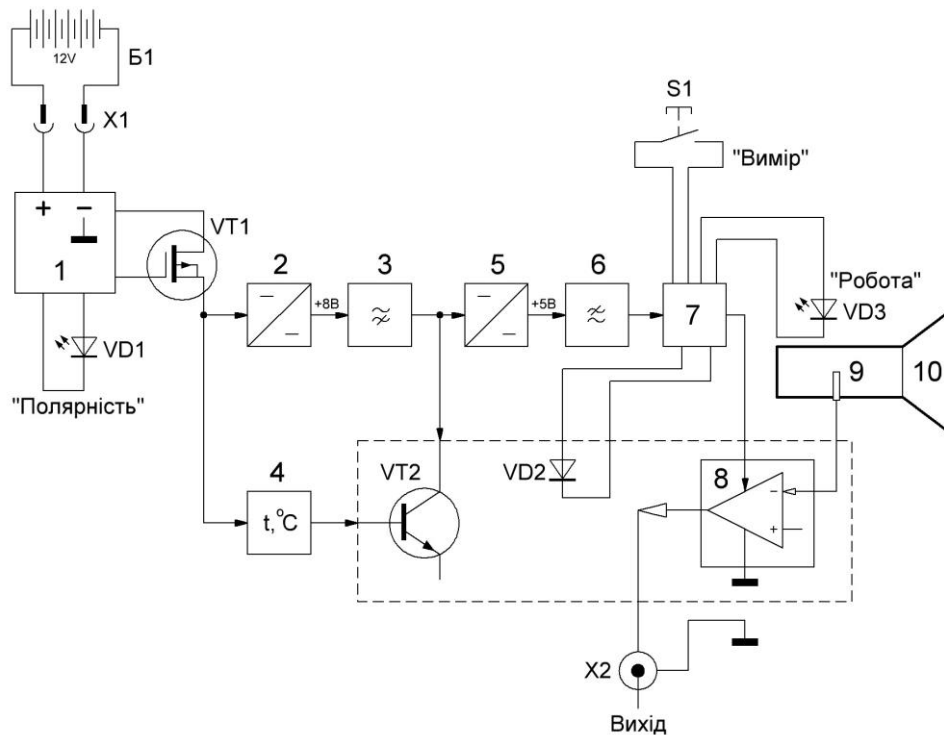 12V
Б1
X1
S1
"Вимір"
+
−
VT1
1
2
3
5
6
+8В
+5В
7
"Робота"
VD3
VD1
"Полярність"
9
10
4
t,°C
VT2
VD2
8
−
+
X2
Вихід